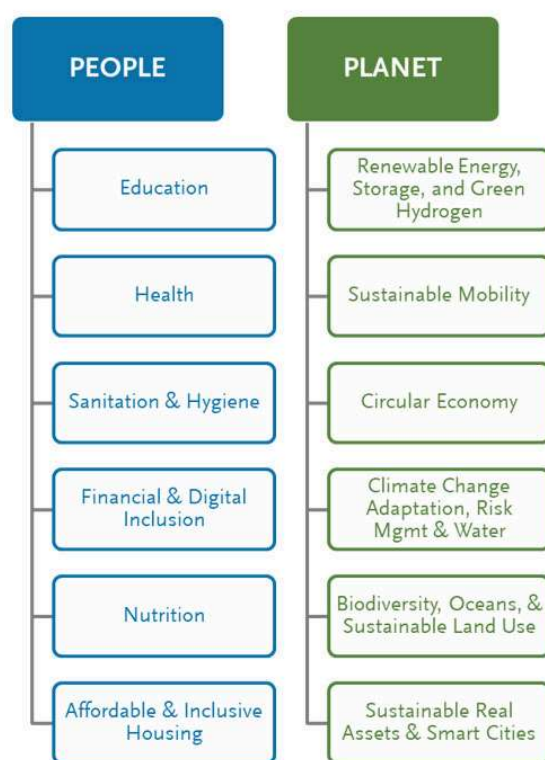 PEOPLE
Education
Health
Sanitation & Hygiene
Financial & Digital
Inclusion
Nutrition
Affordable & Inclusive
Housing
PLANET
Renewable Energy,
Storage, and Green
Hydrogen
Sustainable Mobility
Circular Economy
Climate Change
Adaptation, Risk
Mgmt & Water
Biodiversity, Oceans, &
Sustainable Land Use
Sustainable Real
Assets & Smart Cities